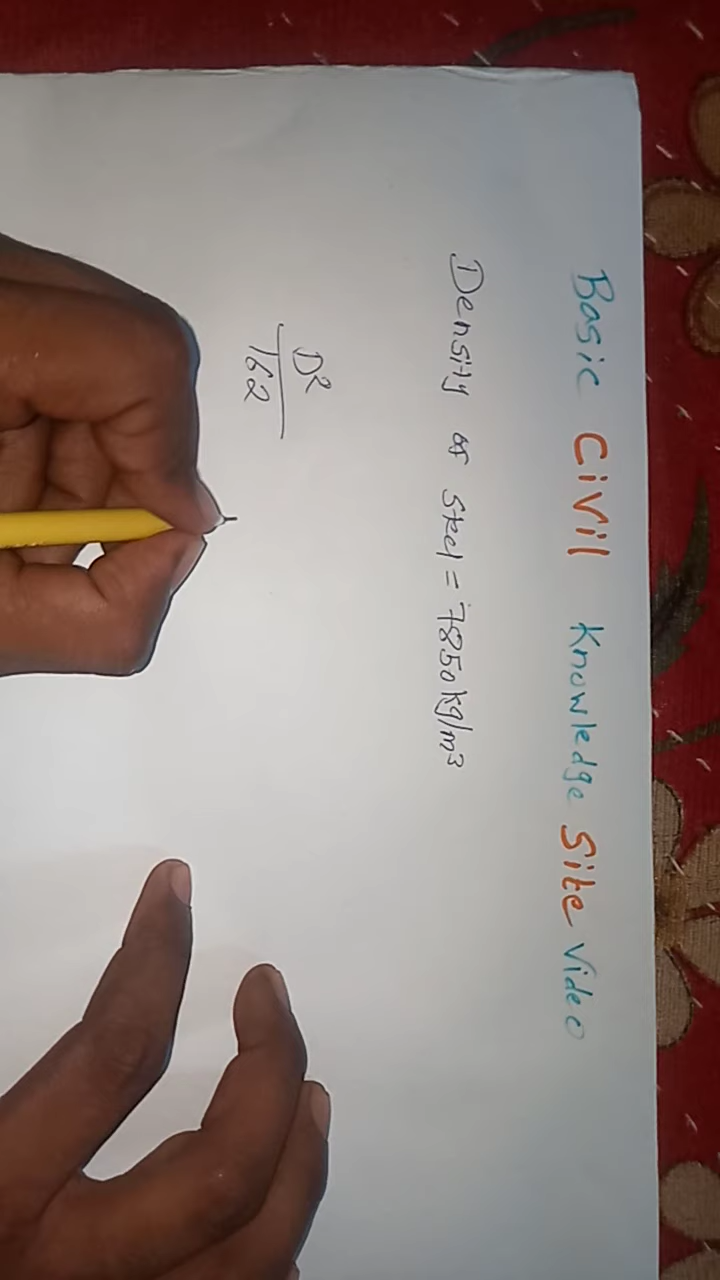 Basic Civil Knowledge Site Video
Density of Steel = 7850 kg/m³
D²
162